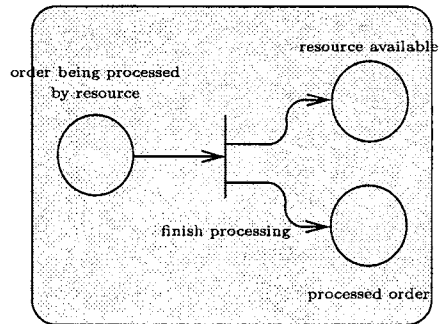 resource available
order being processed
by resource
finish processing
processed order